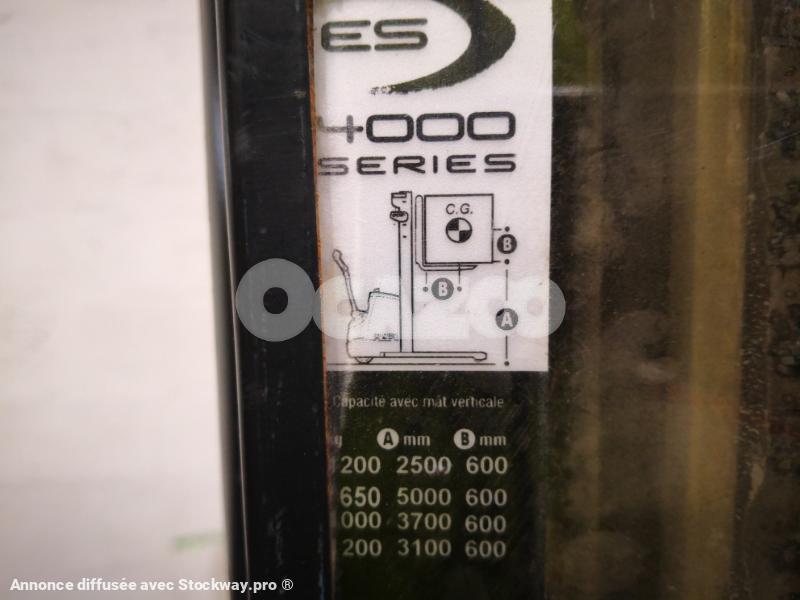 ES
4000
SERIES
C.G.
B
B
A
Capacité avec mât verticale
A mm B mm
200 2500 600
650 5000 600
000 3700 600
200 3100 600
Annonce diffusée avec Stockway.pro ®